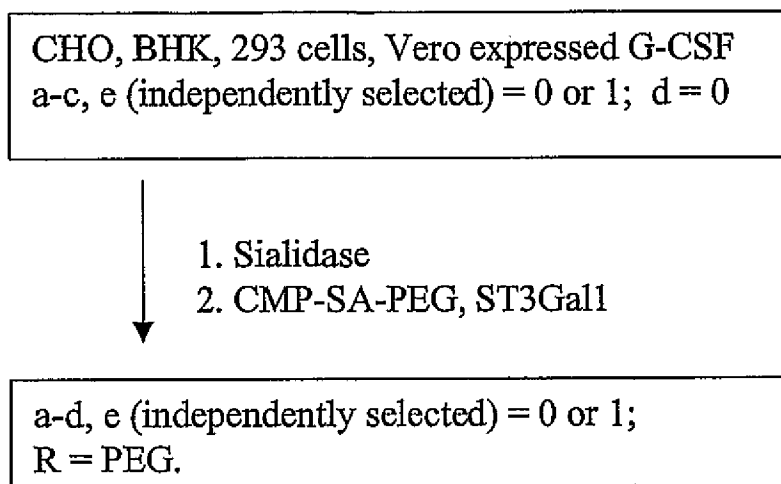 CHO, BHK, 293 cells, Vero expressed G-CSF
a-c, e (independently selected) = 0 or 1; d = 0
1. Sialidase
2. CMP-SA-PEG, ST3Gal1
a-d, e (independently selected) = 0 or 1;
R = PEG.